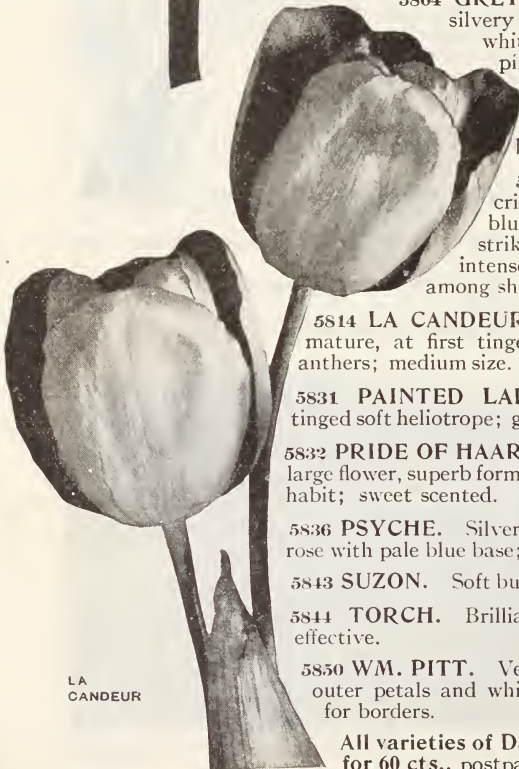 silvery
5814 LA CANDEUR
mature, at first tinge
anthers; medium size.
5831 PAINTED LAD
tinged soft heliotrope; g
5832 PRIDE OF HAAR
large flower, superb form
habit; sweet scented.
5836 PSYCHE. Silver
rose with pale blue base;
5843 SUZON. Soft bu
5844 TORCH. Brillia
effective.
5850 WM. PITT. Ve
outer petals and whi
for borders.
All varieties of D
for 60 cts., postpa
whit
pi
cri
blu
strik
intens
among sh
LA
CANDEUR